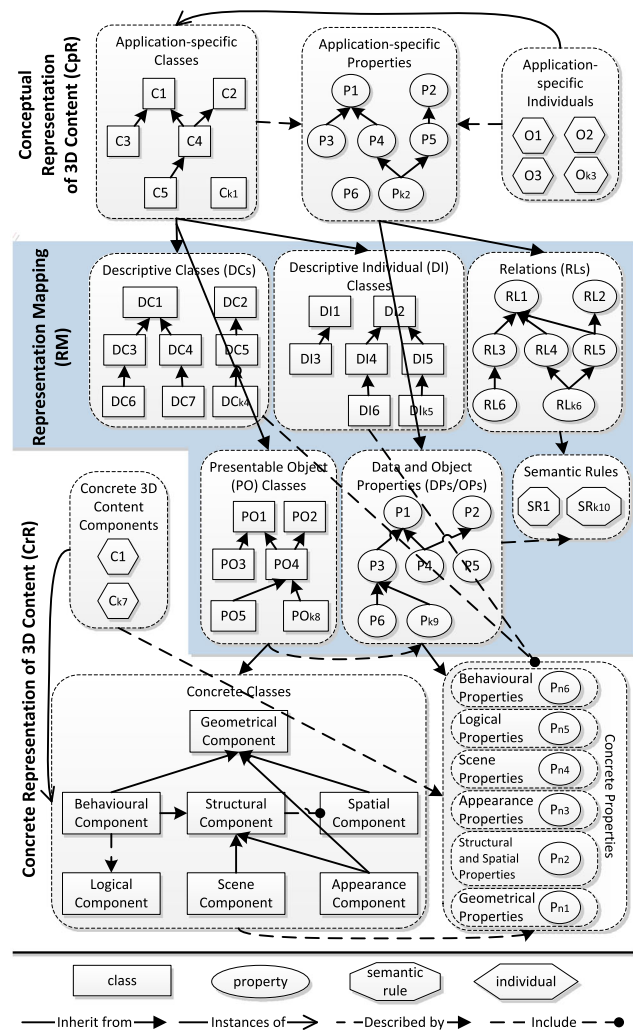 Conceptual
Representation
of 3D Content (CpR)
Application-specific
Classes
C1
C2
C3
C4
C5
Ck1
Application-specific
Properties
P1
P2
P3
P4
P5
P6
Pk2
Application-
specific
Individuals
O1
O2
O3
Ok3
Representation Mapping
(RM)
Descriptive Classes (DCs)
DC1
DC2
DC3
DC4
DC5
DC6
DC7
DCk4
Descriptive Individual (DI)
Classes
DI1
DI2
DI3
DI4
DI5
DI6
DIk5
Relations (RLs)
RL1
RL2
RL3
RL4
RL5
RL6
RLk6
Presentable Object
(PO) Classes
PO1
PO2
PO3
PO4
PO5
POk8
Data and Object
Properties (DPs/OPs)
P1
P2
P3
P4
P5
P6
Pk9
Semantic Rules
SR1
SRk10
Concrete Representation of 3D Content (CrR)
Concrete 3D
Content
Components
C1
Ck7
Concrete Classes
Geometrical
Component
Behavioural
Component
Structural
Component
Spatial
Component
Logical
Component
Scene
Component
Appearance
Component
Concrete Properties
Behavioural
Properties
Pn6
Logical
Properties
Pn5
Scene
Properties
Pn4
Appearance
Properties
Pn3
Structural
and Spatial
Properties
Pn2
Geometrical
Properties
Pn1
class
property
semantic
rule
individual
Inherit from
Instances of
Described by
Include